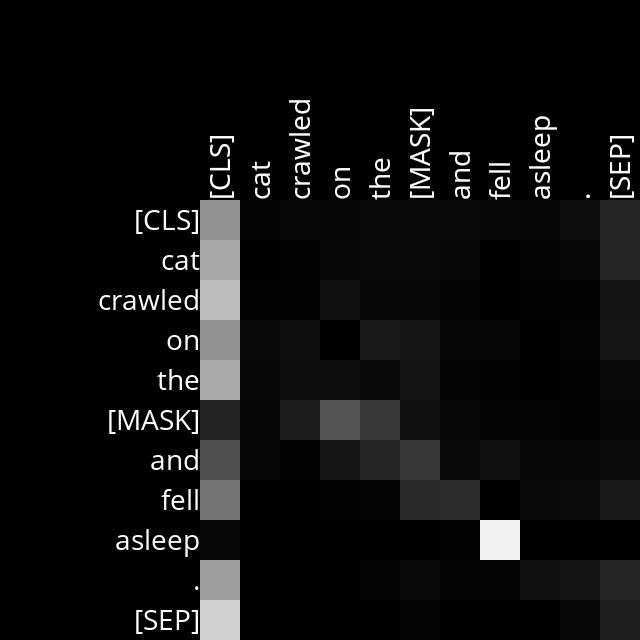 [CLS] cat crawled on the [MASK] and fell asleep . [SEP]
[CLS]
cat
crawled
on
the
[MASK]
and
fell
asleep
.
[SEP]